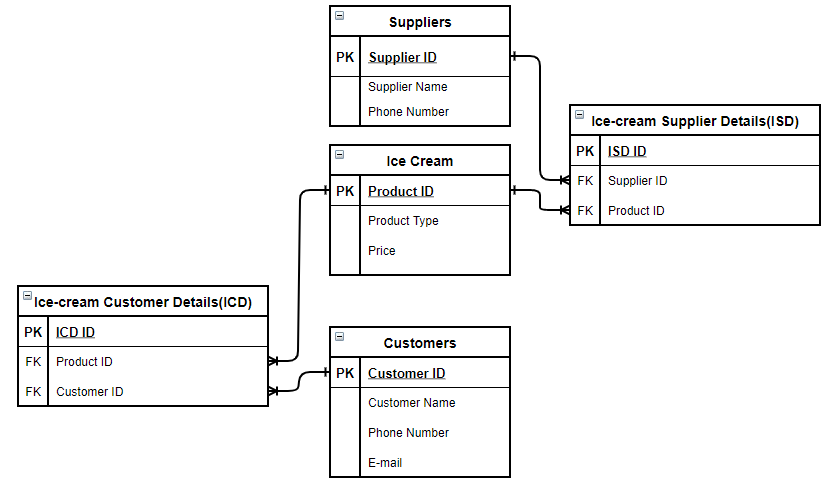 Suppliers
PK Supplier ID
Supplier Name
Phone Number
Ice-cream Supplier Details(ISD)
PK ISD ID
FK Supplier ID
FK Product ID
Ice Cream
PK Product ID
Product Type
Price
Ice-cream Customer Details(ICD)
PK ICD ID
FK Product ID
FK Customer ID
Customers
PK Customer ID
Customer Name
Phone Number
E-mail